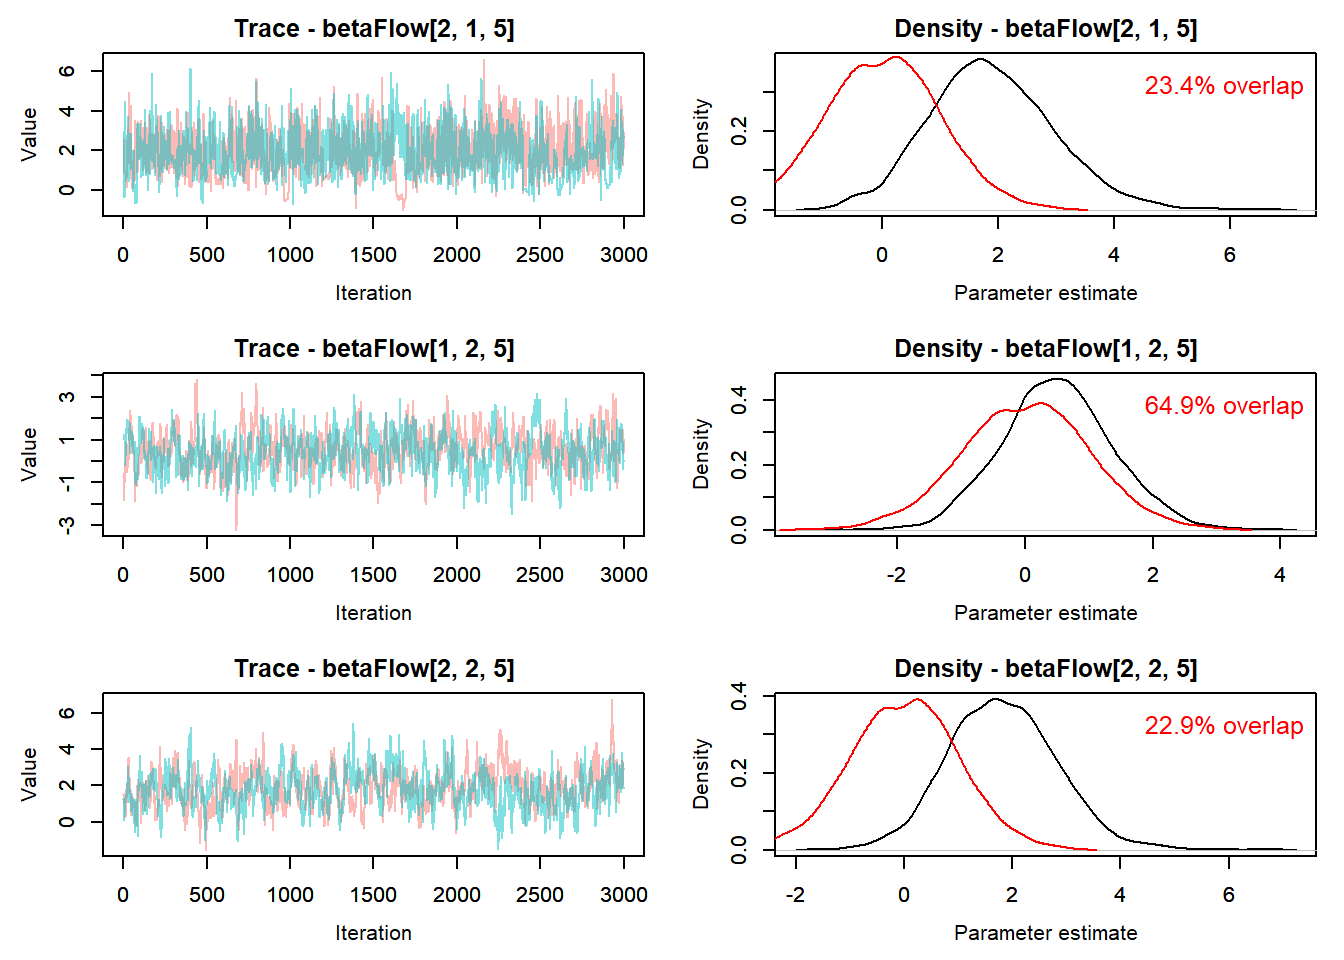 Trace - betaFlow[2, 1, 5]
Value
6
4
2
0
0 500 1000 1500 2000 2500 3000
Iteration
Density - betaFlow[2, 1, 5]
Density
0.2
0.0
23.4% overlap
0 2 4 6
Parameter estimate
Trace - betaFlow[1, 2, 5]
Value
3
1
-1
-3
0 500 1000 1500 2000 2500 3000
Iteration
Density - betaFlow[1, 2, 5]
Density
0.4
0.2
0.0
64.9% overlap
-2 0 2 4
Parameter estimate
Trace - betaFlow[2, 2, 5]
Value
6
4
2
0
0 500 1000 1500 2000 2500 3000
Iteration
Density - betaFlow[2, 2, 5]
Density
0.4
0.2
0.0
22.9% overlap
-2 0 2 4 6
Parameter estimate